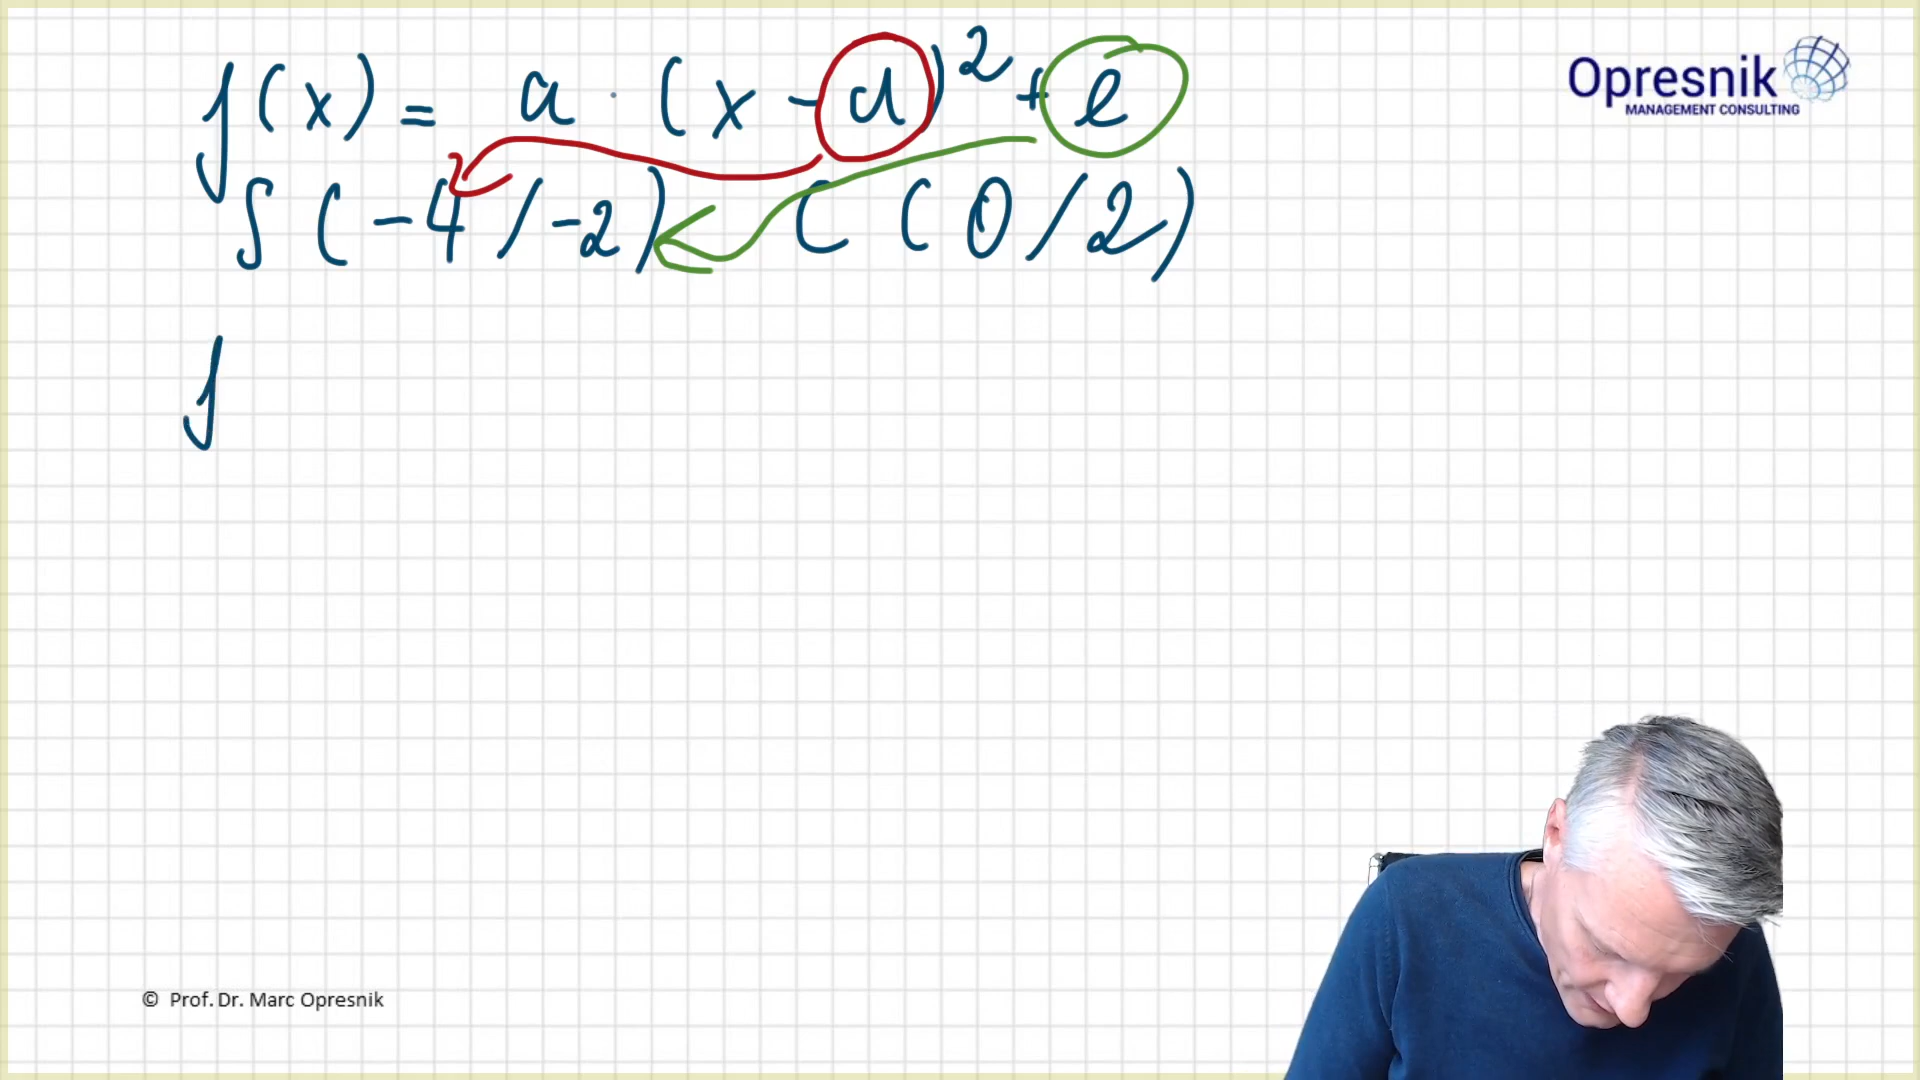 f(x) = a · (x - d)² + e
Opresnik
MANAGEMENT CONSULTING
S (-4/-2) C (0/2)
f
© Prof. Dr. Marc Opresnik